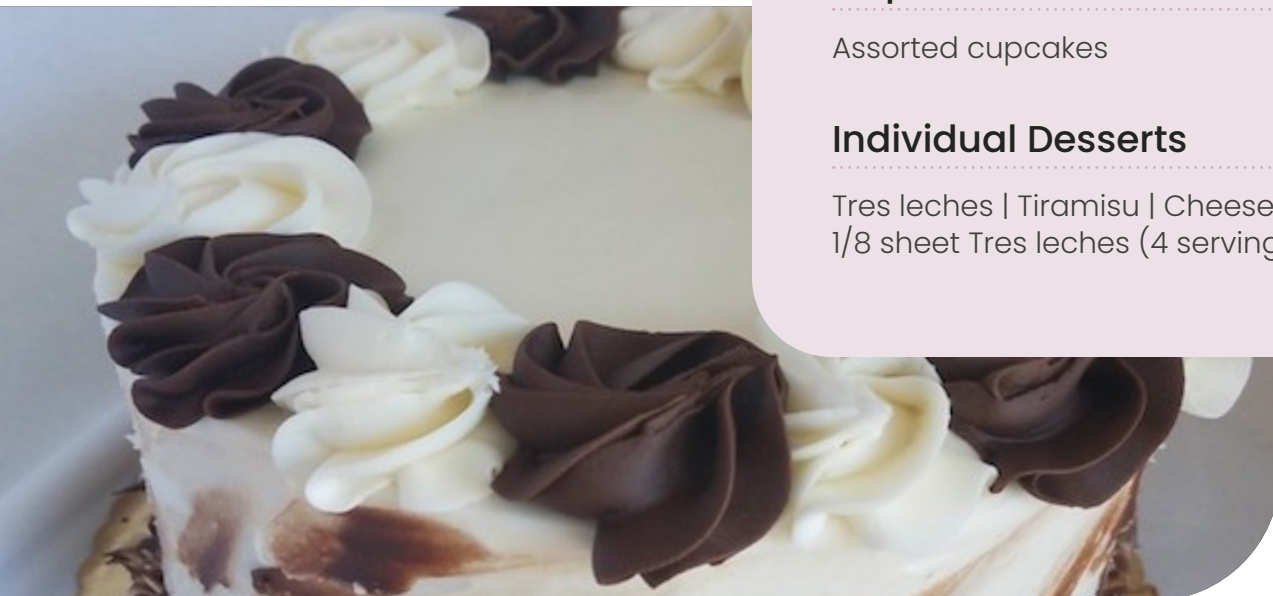 Assorted cupcakes
Individual Desserts
Tres leches | Tiramisu | Cheese
1/8 sheet Tres leches (4 serving